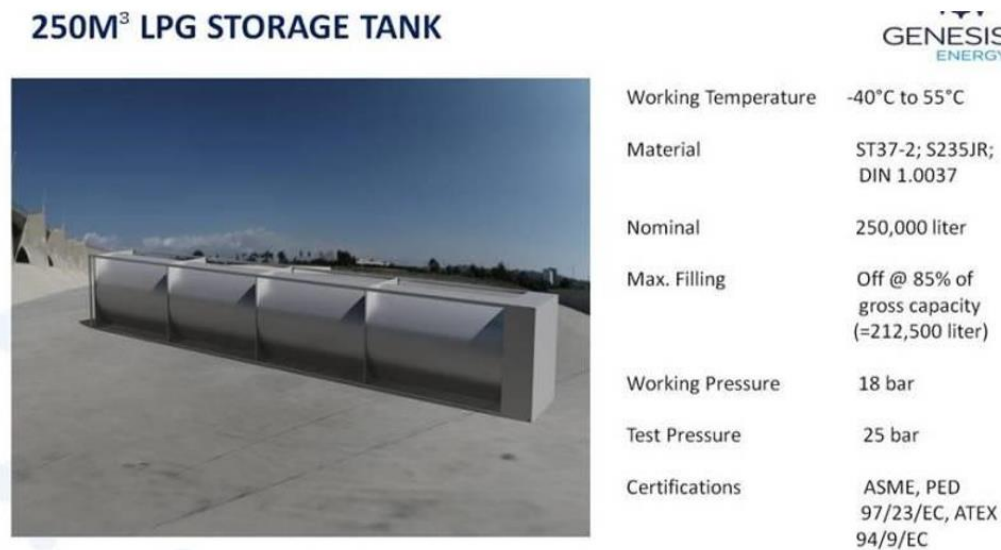 250M³ LPG STORAGE TANK
GENESIS
ENERGY
Working Temperature -40°C to 55°C
Material ST37-2; S235JR;
DIN 1.0037
Nominal 250,000 liter
Max. Filling Off @ 85% of
gross capacity
(=212,500 liter)
Working Pressure 18 bar
Test Pressure 25 bar
Certifications ASME, PED
97/23/EC, ATEX
94/9/EC